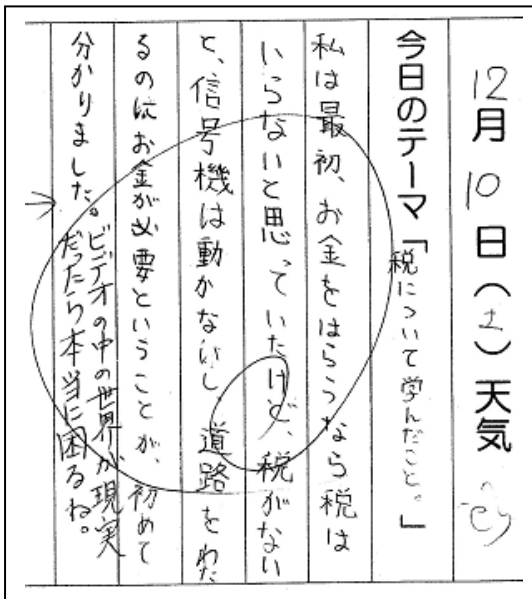 12月10日（土）天気
今日のテーマ「税について学んだこと。」
私は最初、お金をはらうなら税は
いらないと思っていたけど、税がない
と、信号機は動かないし、道路をわた
るのにお金が必要ということが、初めて
分かりました。
ビデオの中の世界が現実
だったら本当に困るね。